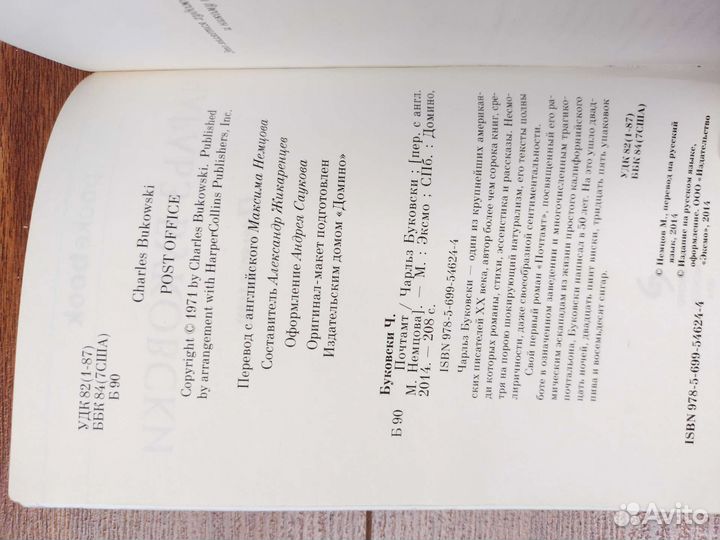 УДК 82(1-87)
ББК 84(7США)
Б 90
Charles Bukowski
POST OFFICE
Copyright © 1971 by Charles Bukowski. Published
by arrangement with HarperCollins Publishers, Inc.
Перевод с английского Максима Немцова
Составитель Александр Жикаренцев
Оформление Андрея Саукова
Оригинал-макет подготовлен
Издательским домом «Домино»
Буковски Ч.
Б 90 Почтамт / Чарльз Буковски ; [пер. с англ.
М. Немцова]. — М. : Эксмо ; СПб. : Домино,
2014. — 208 с.
ISBN 978-5-699-54624-4
Чарльз Буковски — один из крупнейших американ-
ских писателей XX века, автор более чем сорока книг, сре-
ди которых романы, стихи, эссеистика и рассказы. Несмо-
тря на порою шокирующий натурализм, его тексты полны
лиричности, даже своеобразной сентиментальности.
Свой первый роман «Почтамт», посвященный его ра-
боте в означенном заведении и многочисленным трагико-
мическим эскападам из жизни простого калифорнийского
почтальона, Буковски написал в 50 лет. На это ушло двад-
цать ночей, двадцать пинт виски, тридцать пять упаковок
пива и восемьдесят сигар.
УДК 82(1-87)
ББК 84(7США)
© Немцов М., перевод на русский
язык, 2014
© Издание на русском языке,
оформление. ООО «Издательство
«Эксмо», 2014
ISBN 978-5-699-54624-4
Avito